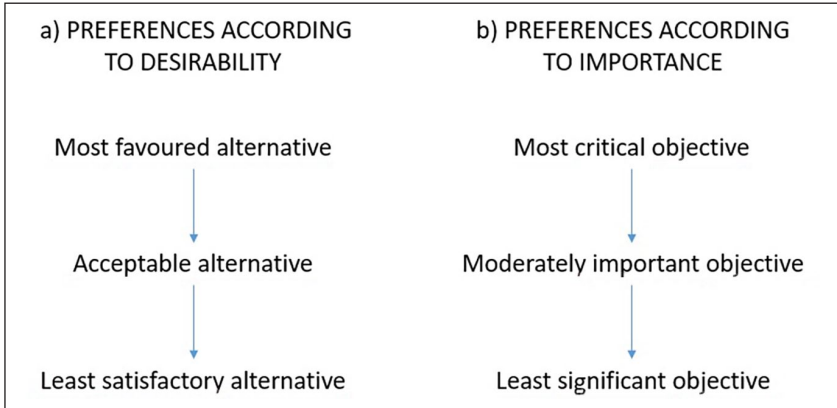 a) PREFERENCES ACCORDING
TO DESIRABILITY
Most favoured alternative
Acceptable alternative
Least satisfactory alternative
b) PREFERENCES ACCORDING
TO IMPORTANCE
Most critical objective
Moderately important objective
Least significant objective